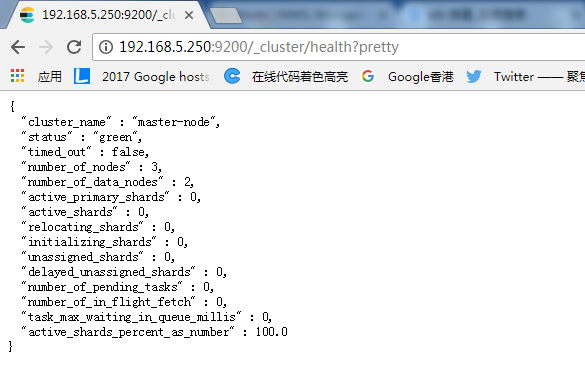 192.168.5.250:9200/_clu
192.168.5.250:9200/_cluster/health?pretty
应用 2017 Google hosts 在线代码着色高亮 Google香港 Twitter —— 聚焦
{
"cluster_name" : "master-node",
"status" : "green",
"timed_out" : false,
"number_of_nodes" : 3,
"number_of_data_nodes" : 2,
"active_primary_shards" : 0,
"active_shards" : 0,
"relocating_shards" : 0,
"initializing_shards" : 0,
"unassigned_shards" : 0,
"delayed_unassigned_shards" : 0,
"number_of_pending_tasks" : 0,
"number_of_in_flight_fetch" : 0,
"task_max_waiting_in_queue_millis" : 0,
"active_shards_percent_as_number" : 100.0
}